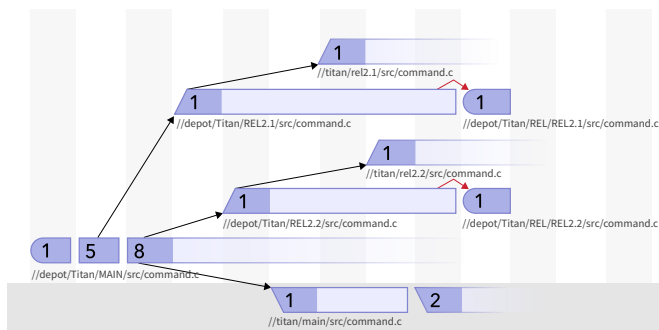 1
//titan/rel2.1/src/command.c
1 1
//depot/Titan/REL2.1/src/command.c //depot/Titan/REL/REL2.1/src/command.c
1
//titan/rel2.2/src/command.c
1 1
//depot/Titan/REL2.2/src/command.c //depot/Titan/REL/REL2.2/src/command.c
1 5 8
//depot/Titan/MAIN/src/command.c
1 2
//titan/main/src/command.c